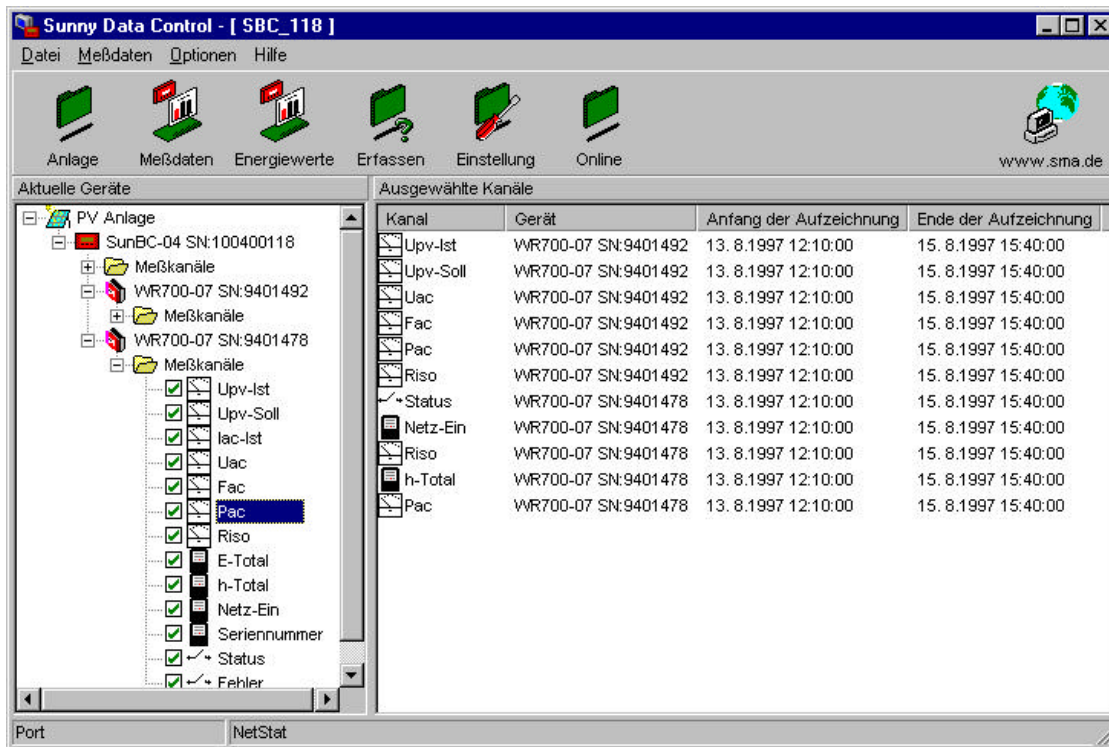 Sunny Data Control - [ SBC_118 ]
Datei Meßdaten Optionen Hilfe
Anlage Meßdaten Energiewerte Erfassen Einstellung Online www.sma.de
Aktuelle Geräte
PV Anlage
SunBC-04 SN:100400118
Meßkanäle
WR700-07 SN:9401492
Meßkanäle
WR700-07 SN:9401478
Meßkanäle
Upv-Ist
Upv-Soll
Iac-Ist
Uac
Fac
Pac
Riso
E-Total
h-Total
Netz-Ein
Seriennummer
Status
Fehler
Ausgewählte Kanäle
Kanal Gerät Anfang der Aufzeichnung Ende der Aufzeichnung
Upv-Ist WR700-07 SN:9401492 13. 8.1997 12:10:00 15. 8.1997 15:40:00
Upv-Soll WR700-07 SN:9401492 13. 8.1997 12:10:00 15. 8.1997 15:40:00
Uac WR700-07 SN:9401492 13. 8.1997 12:10:00 15. 8.1997 15:40:00
Fac WR700-07 SN:9401492 13. 8.1997 12:10:00 15. 8.1997 15:40:00
Pac WR700-07 SN:9401492 13. 8.1997 12:10:00 15. 8.1997 15:40:00
Riso WR700-07 SN:9401492 13. 8.1997 12:10:00 15. 8.1997 15:40:00
Status WR700-07 SN:9401478 13. 8.1997 12:10:00 15. 8.1997 15:40:00
Netz-Ein WR700-07 SN:9401478 13. 8.1997 12:10:00 15. 8.1997 15:40:00
Riso WR700-07 SN:9401478 13. 8.1997 12:10:00 15. 8.1997 15:40:00
h-Total WR700-07 SN:9401478 13. 8.1997 12:10:00 15. 8.1997 15:40:00
Pac WR700-07 SN:9401478 13. 8.1997 12:10:00 15. 8.1997 15:40:00
Port NetStat